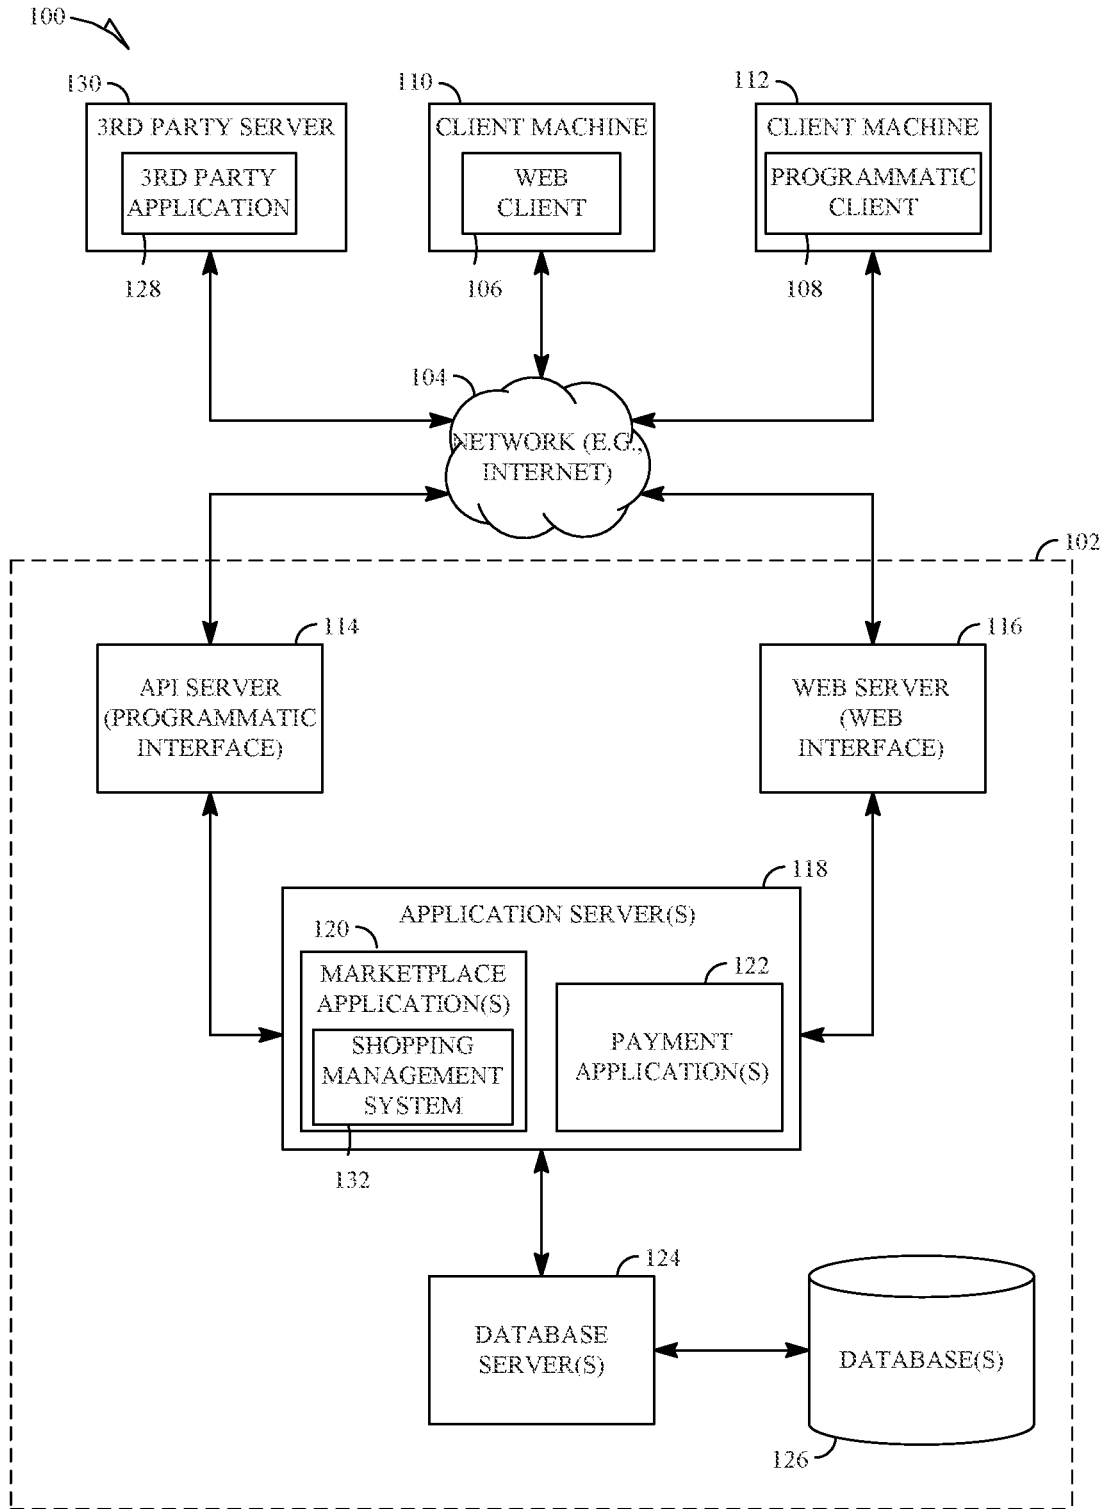 100
130
110
112
3RD PARTY SERVER
3RD PARTY
APPLICATION
128
CLIENT MACHINE
WEB
CLIENT
106
CLIENT MACHINE
PROGRAMMATIC
CLIENT
108
104
NETWORK (E.G.,
INTERNET)
102
114
API SERVER
(PROGRAMMATIC
INTERFACE)
116
WEB SERVER
(WEB
INTERFACE)
118
APPLICATION SERVER(S)
120
MARKETPLACE
APPLICATION(S)
SHOPPING
MANAGEMENT
SYSTEM
132
122
PAYMENT
APPLICATION(S)
124
DATABASE
SERVER(S)
DATABASE(S)
126